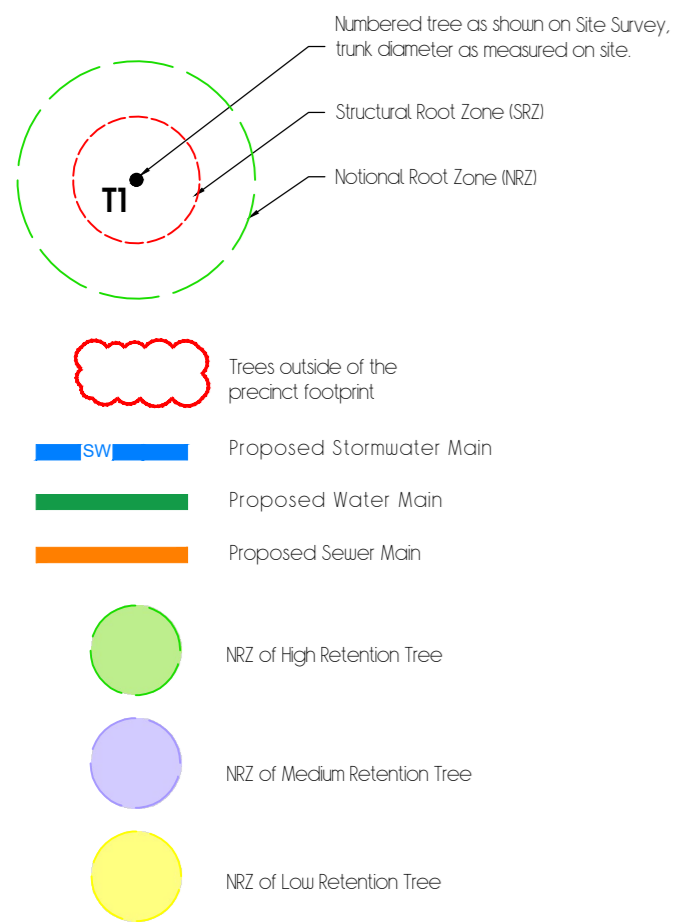 Numbered tree as shown on Site Survey,
trunk diameter as measured on site.
Structural Root Zone (SRZ)
Notional Root Zone (NRZ)
T1
Trees outside of the
precinct footprint
SW
Proposed Stormwater Main
Proposed Water Main
Proposed Sewer Main
NRZ of High Retention Tree
NRZ of Medium Retention Tree
NRZ of Low Retention Tree